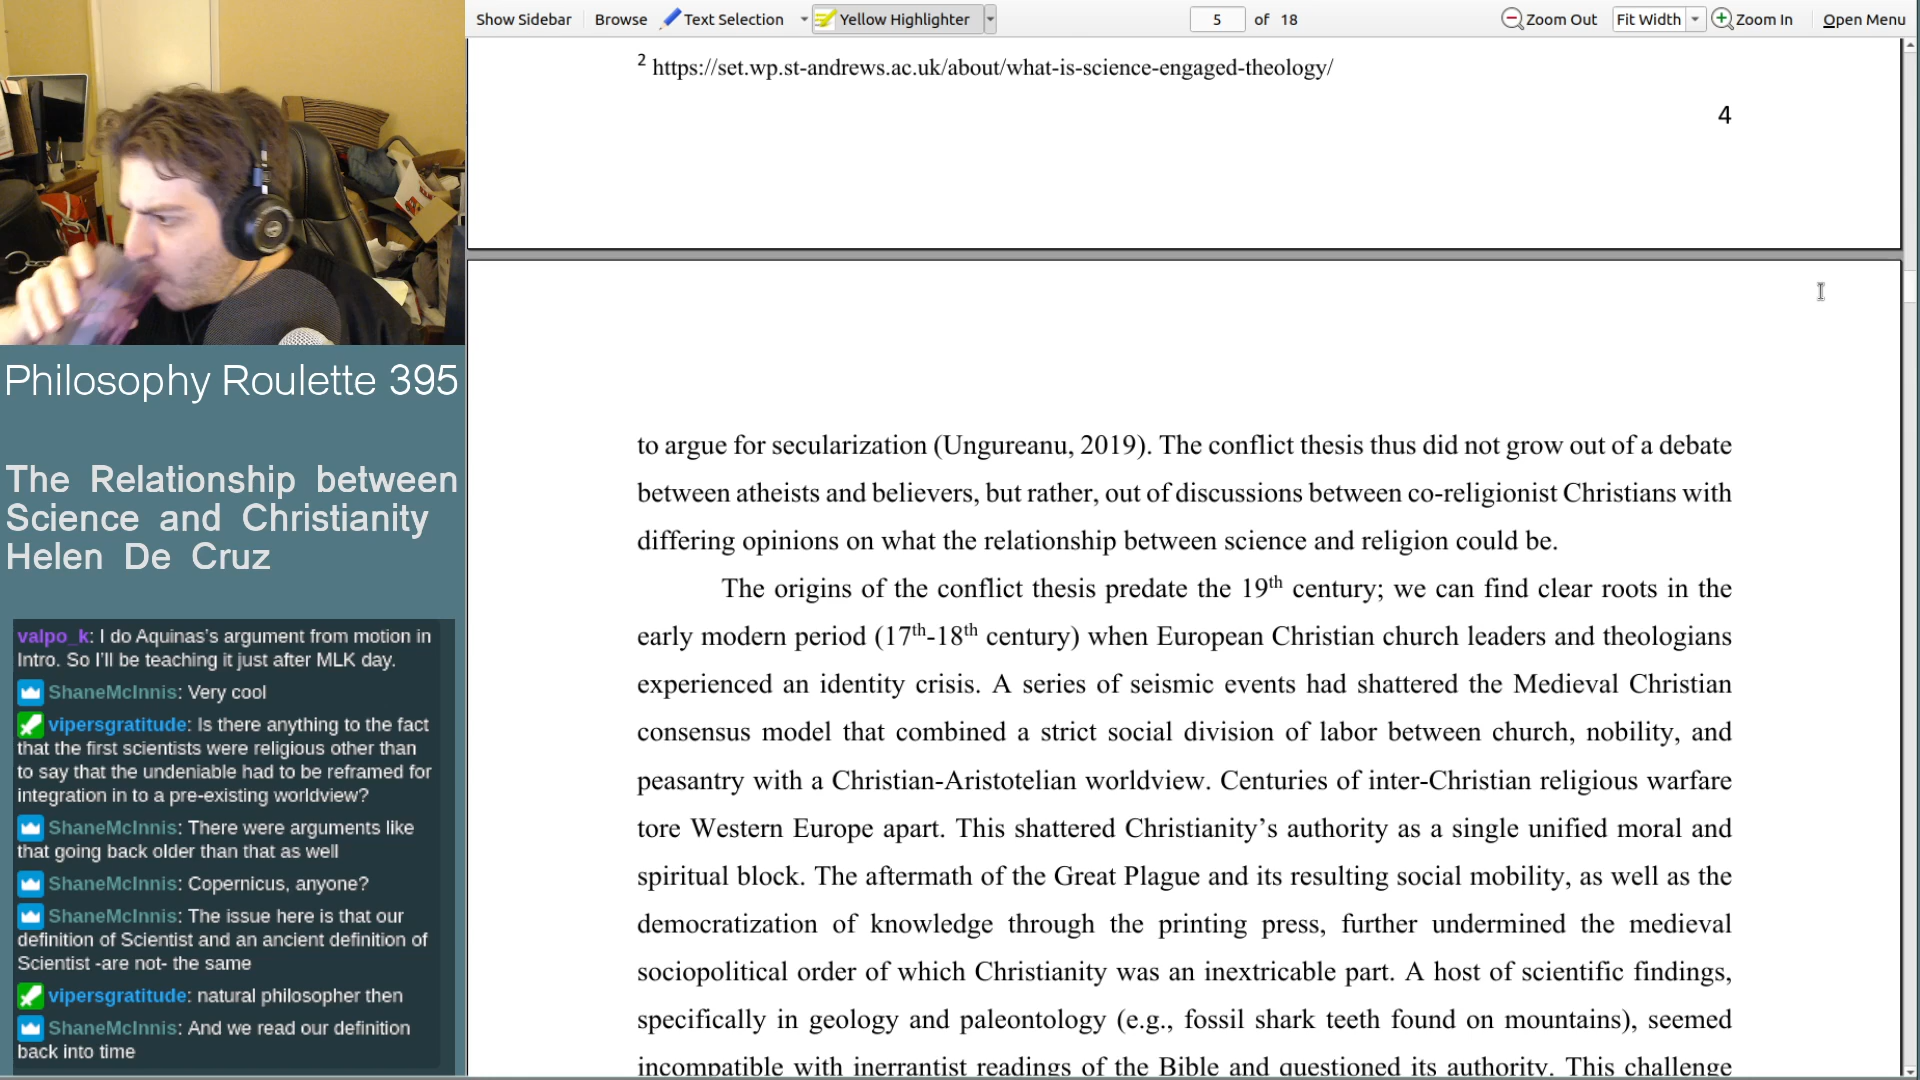 Show Sidebar Browse Text Selection Yellow Highlighter 5 of 18 Zoom Out Fit Width Zoom In Open Menu
2 https://set.wp.st-andrews.ac.uk/about/what-is-science-engaged-theology/
4
to argue for secularization (Ungureanu, 2019). The conflict thesis thus did not grow out of a debate
between atheists and believers, but rather, out of discussions between co-religionist Christians with
differing opinions on what the relationship between science and religion could be.
The origins of the conflict thesis predate the 19th century; we can find clear roots in the
early modern period (17th-18th century) when European Christian church leaders and theologians
experienced an identity crisis. A series of seismic events had shattered the Medieval Christian
consensus model that combined a strict social division of labor between church, nobility, and
peasantry with a Christian-Aristotelian worldview. Centuries of inter-Christian religious warfare
tore Western Europe apart. This shattered Christianity’s authority as a single unified moral and
spiritual block. The aftermath of the Great Plague and its resulting social mobility, as well as the
democratization of knowledge through the printing press, further undermined the medieval
sociopolitical order of which Christianity was an inextricable part. A host of scientific findings,
specifically in geology and paleontology (e.g., fossil shark teeth found on mountains), seemed
incompatible with inerrantist readings of the Bible and questioned its authority. This challenge
Philosophy Roulette 395
The Relationship between
Science and Christianity
Helen De Cruz
valpo_k: I do Aquinas's argument from motion in
Intro. So I'll be teaching it just after MLK day.
ShaneMcInnis: Very cool
vipersgratitude: Is there anything to the fact
that the first scientists were religious other than
to say that the undeniable had to be reframed for
integration in to a pre-existing worldview?
ShaneMcInnis: There were arguments like
that going back older than that as well
ShaneMcInnis: Copernicus, anyone?
ShaneMcInnis: The issue here is that our
definition of Scientist and an ancient definition of
Scientist -are not- the same
vipersgratitude: natural philosopher then
ShaneMcInnis: And we read our definition
back into time